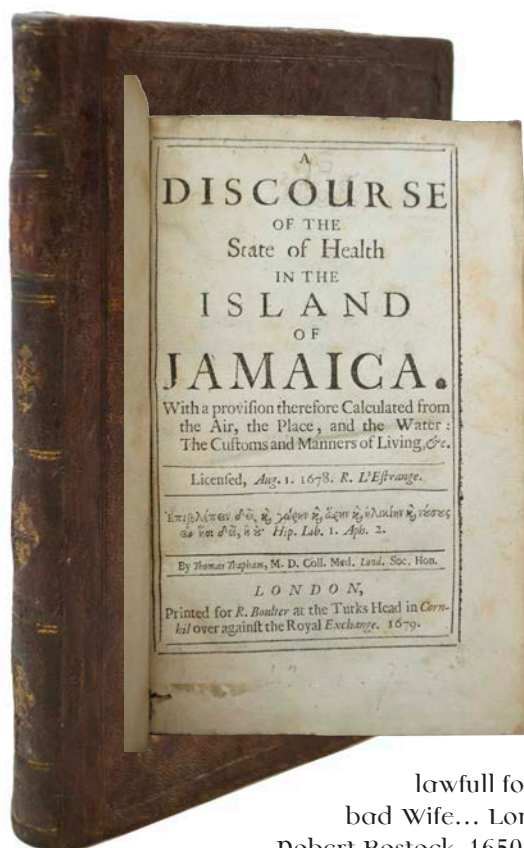 A
DISCOURSE
OF THE
State of Health
IN THE
ISLAND
OF
JAMAICA.
With a proviſion therefore Calculated from
the Air, the Place, and the Water:
The Cuſtoms and Manners of Living, &c.
Licenſed, Aug. 1. 1678. R. L'Eſtrange.
Hip. Lib. 1. Aph. 2.
By Thomas Trapham, M. D. Coll. Med. Lond. Soc. Hon.
LONDON,
Printed for R. Boulter at the Turks Head in Corn-
hil over againſt the Royal Exchange. 1679.
lawfull fo
bad Wife... Lon
Robert Bostock, 1650